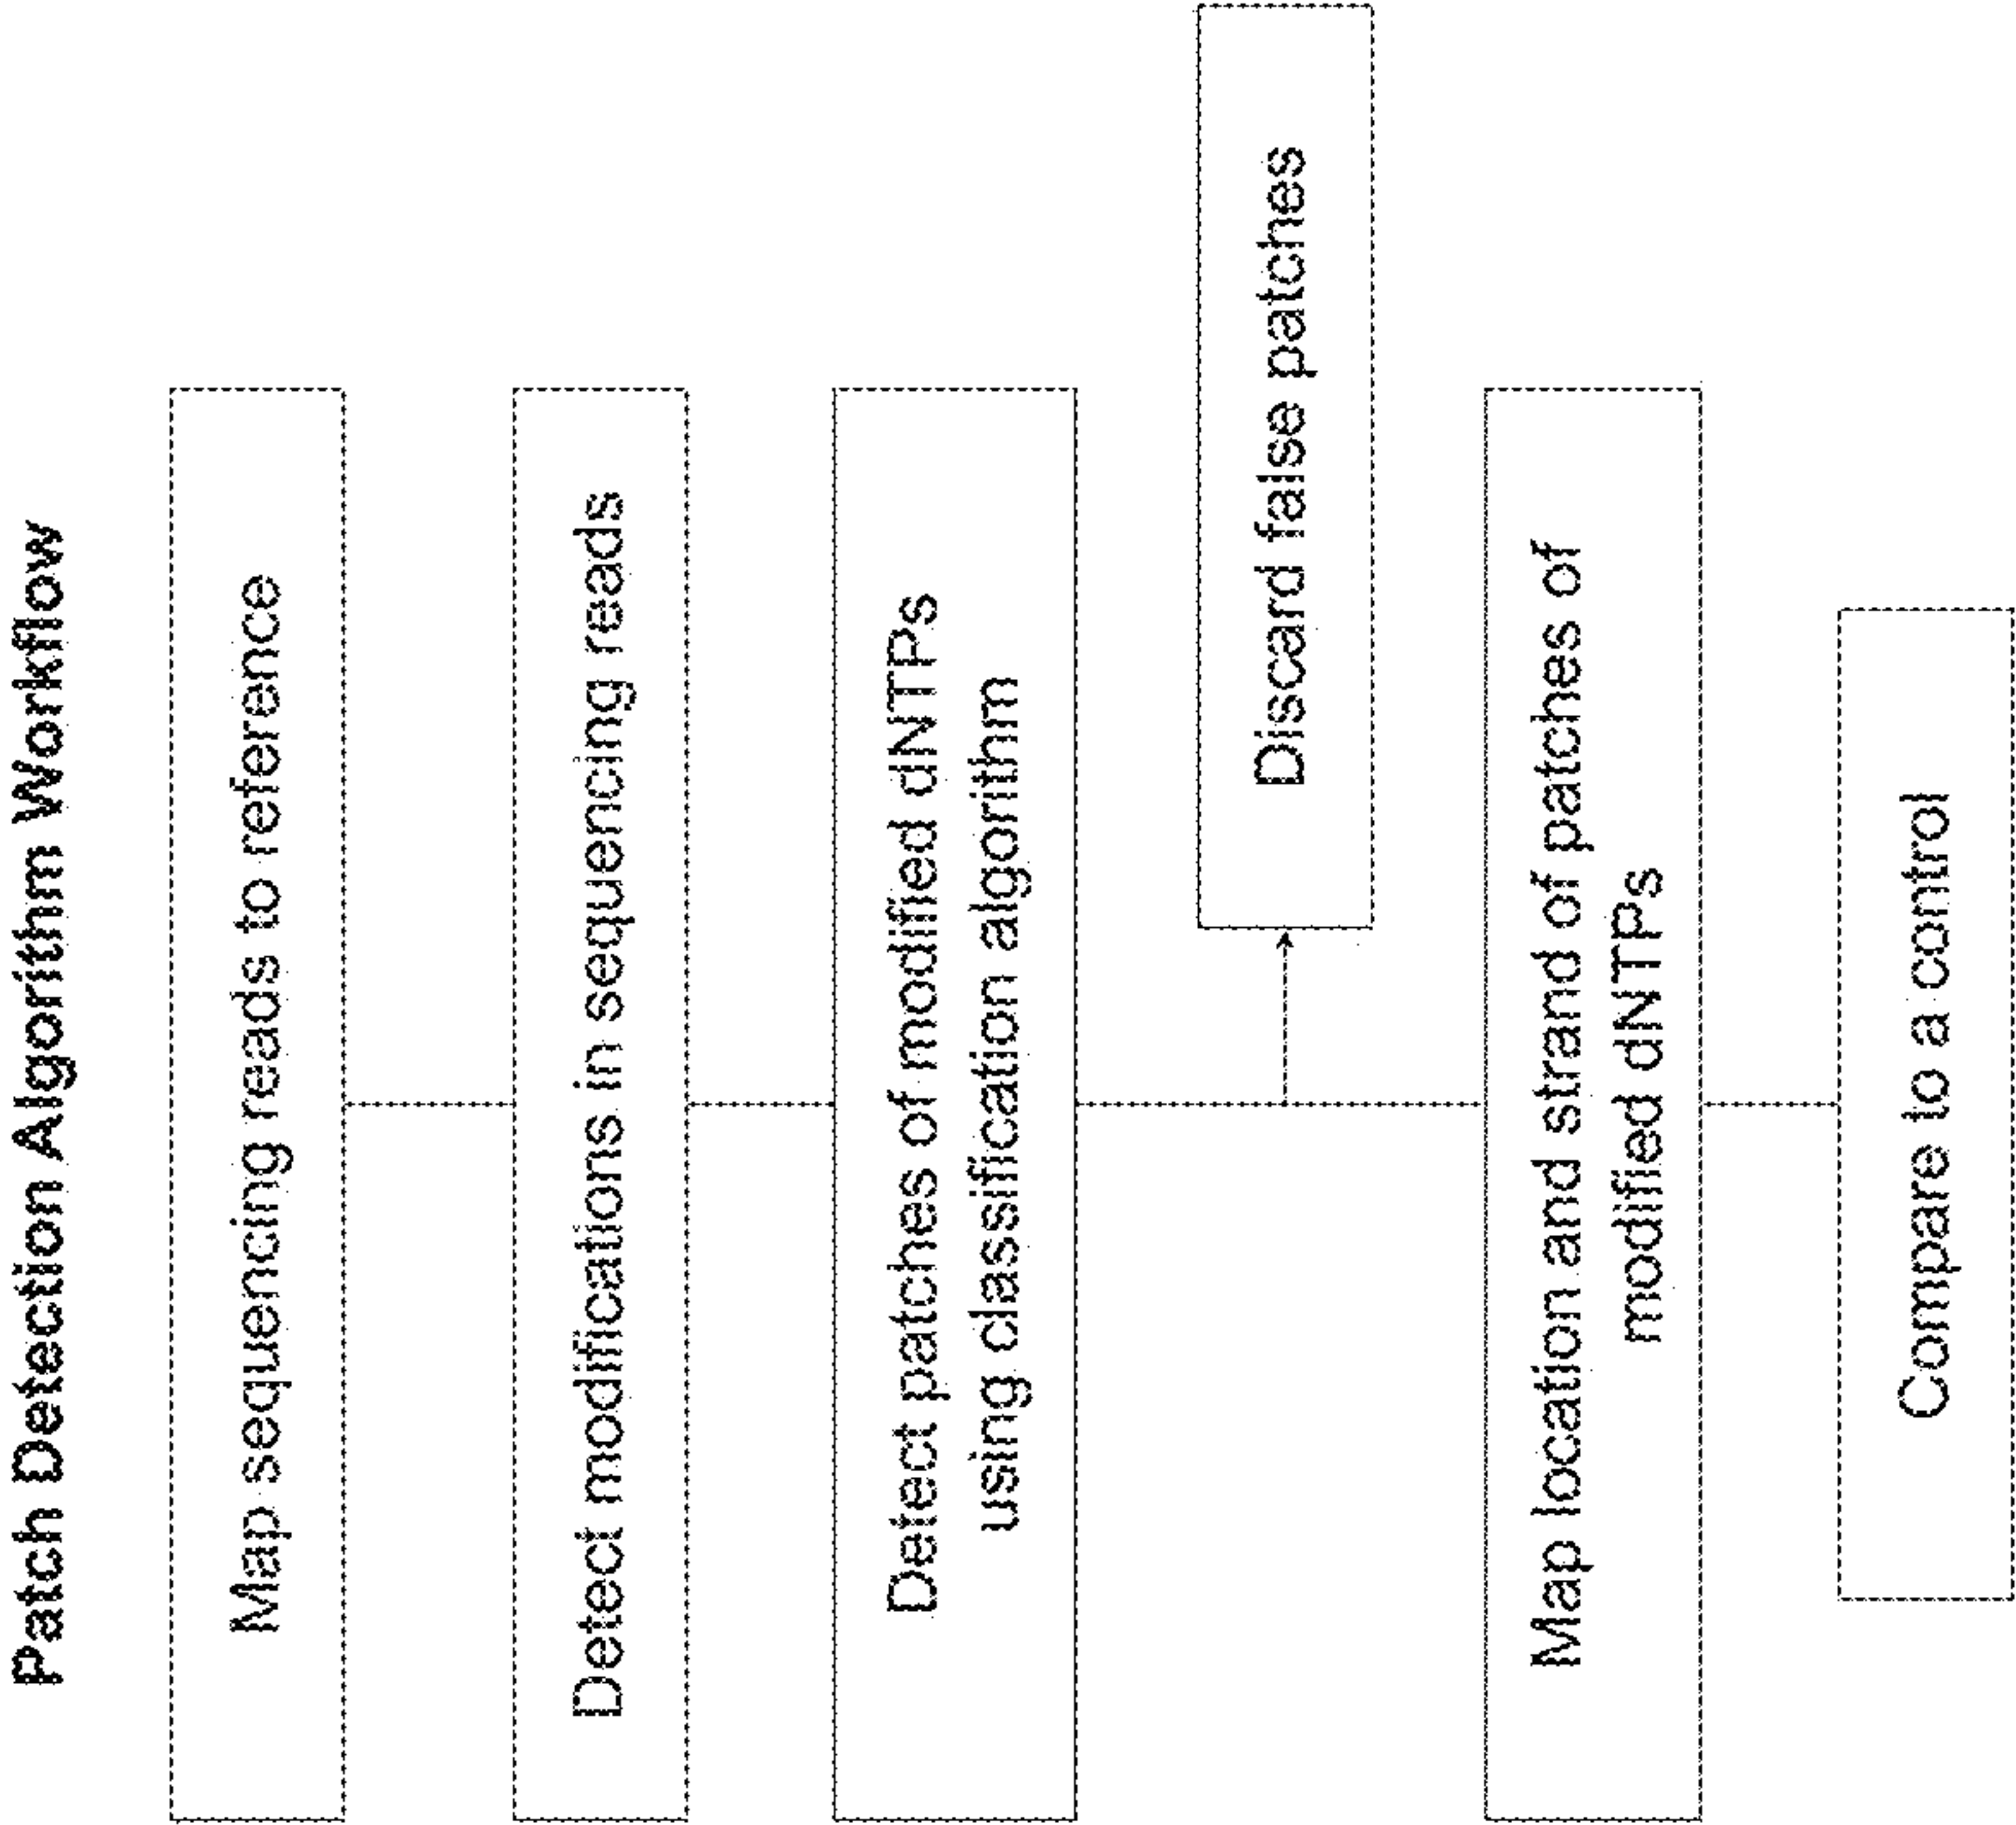 Patch Detection Algorithm Workflow
Map sequencing reads to reference
Detect modifications in sequencing reads
Detect patches of modified dNTPs
using classification algorithm
Discard false patches
Map location and strand of patches of
modified dNTPs
Compare to a control